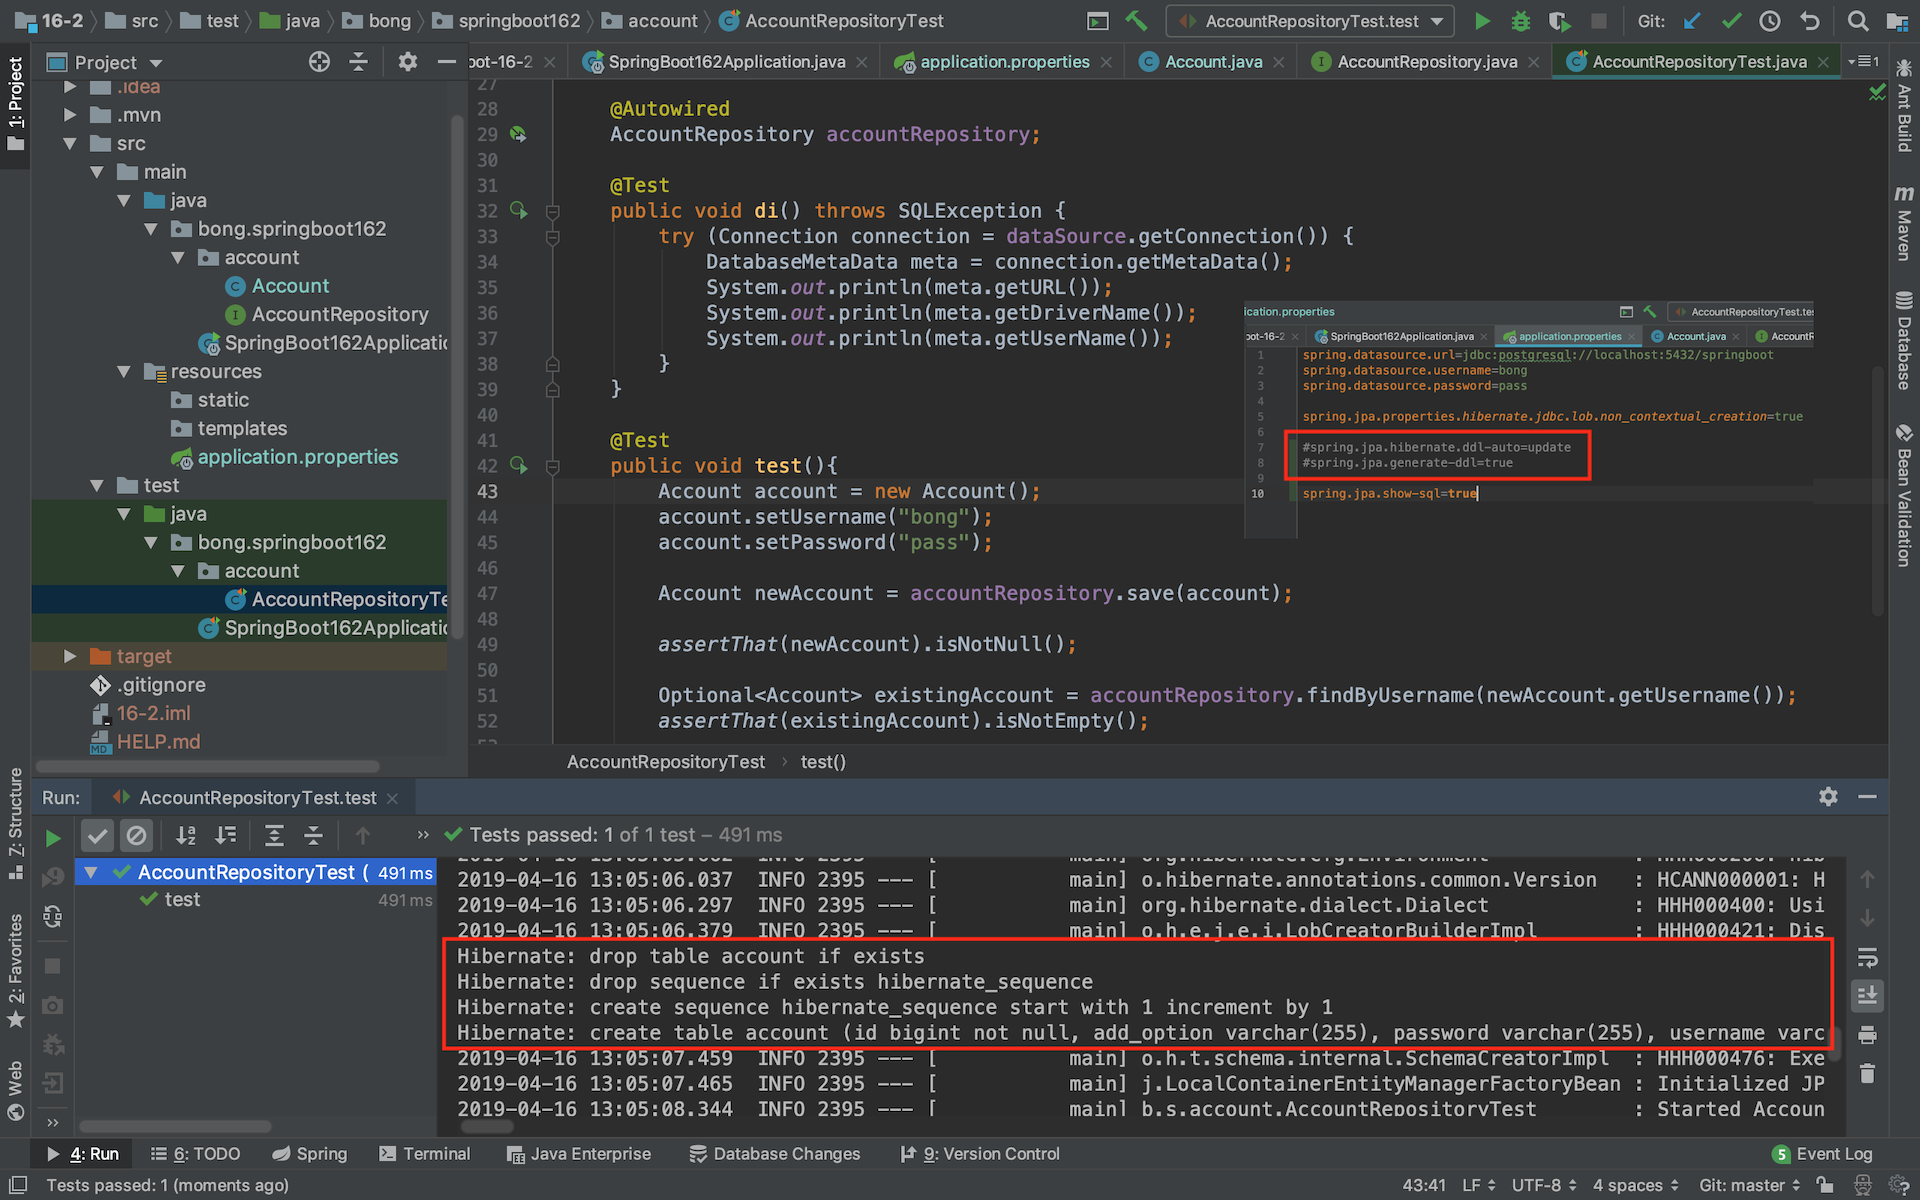 16-2 src test java bong springboot162 account AccountRepositoryTest AccountRepositoryTest.test Git:
Project
oot-16-2 SpringBoot162Application.java application.properties Account.java AccountRepository.java AccountRepositoryTest.java 1
1: Project
.idea
.mvn
src
main
java
bong.springboot162
account
Account
AccountRepository
SpringBoot162Applicatio
resources
static
templates
application.properties
test
java
bong.springboot162
account
AccountRepositoryTe
SpringBoot162Applicatio
target
.gitignore
16-2.iml
HELP.md
27
28 @Autowired
29 AccountRepository accountRepository;
30
31 @Test
32 public void di() throws SQLException {
33 try (Connection connection = dataSource.getConnection()) {
34 DatabaseMetaData meta = connection.getMetaData();
35 System.out.println(meta.getURL());
36 System.out.println(meta.getDriverName());
37 System.out.println(meta.getUserName());
38 }
39 }
40
41 @Test
42 public void test(){
43 Account account = new Account();
44 account.setUsername("bong");
45 account.setPassword("pass");
46
47 Account newAccount = accountRepository.save(account);
48
49 assertThat(newAccount).isNotNull();
50
51 Optional<Account> existingAccount = accountRepository.findByUsername(newAccount.getUsername());
52 assertThat(existingAccount).isNotEmpty();
AccountRepositoryTest test()
ication.properties AccountRepositoryTest.tes
oot-16-2 SpringBoot162Application.java application.properties Account.java AccountR
1 spring.datasource.url=jdbc:postgresql://localhost:5432/springboot
2 spring.datasource.username=bong
3 spring.datasource.password=pass
4
5 spring.jpa.properties.hibernate.jdbc.lob.non_contextual_creation=true
6
7 #spring.jpa.hibernate.ddl-auto=update
8 #spring.jpa.generate-ddl=true
9
10 spring.jpa.show-sql=true
Ant Build
Maven
Database
Bean Validation
Z: Structure
2: Favorites
Web
Run: AccountRepositoryTest.test
Tests passed: 1 of 1 test – 491 ms
AccountRepositoryTest ( 491 ms
test 491 ms
2019-04-16 13:05:06.037 INFO 2395 --- [ main] o.hibernate.annotations.common.Version : HCANN000001: H
2019-04-16 13:05:06.297 INFO 2395 --- [ main] org.hibernate.dialect.Dialect : HHH000400: Usi
2019-04-16 13:05:06.379 INFO 2395 --- [ main] o.h.e.j.e.i.LobCreatorBuilderImpl : HHH000421: Dis
Hibernate: drop table account if exists
Hibernate: drop sequence if exists hibernate_sequence
Hibernate: create sequence hibernate_sequence start with 1 increment by 1
Hibernate: create table account (id bigint not null, add_option varchar(255), password varchar(255), username varc
2019-04-16 13:05:07.459 INFO 2395 --- [ main] o.h.t.schema.internal.SchemaCreatorImpl : HHH000476: Exe
2019-04-16 13:05:07.465 INFO 2395 --- [ main] j.LocalContainerEntityManagerFactoryBean : Initialized JP
2019-04-16 13:05:08.344 INFO 2395 --- [ main] b.s.account.AccountRepositoryTest : Started Accoun
4: Run 6: TODO Spring Terminal Java Enterprise Database Changes 9: Version Control 5 Event Log
Tests passed: 1 (moments ago) 43:41 LF UTF-8 4 spaces Git: master